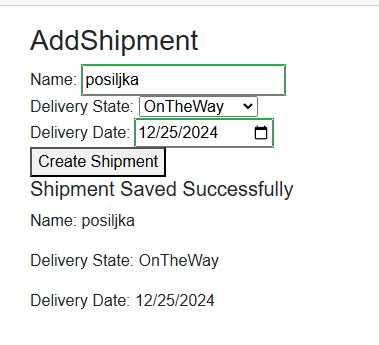 AddShipment
Name: posiljka
Delivery State: OnTheWay
Delivery Date: 12/25/2024
Create Shipment
Shipment Saved Successfully
Name: posiljka
Delivery State: OnTheWay
Delivery Date: 12/25/2024